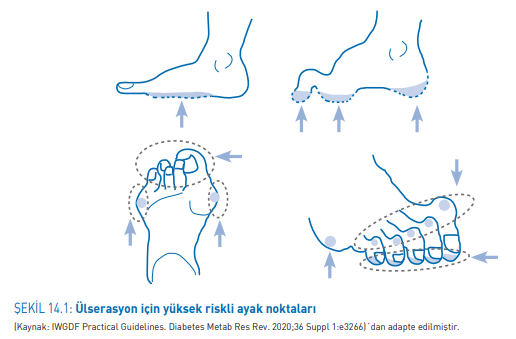 ŞEKİL 14.1: Ülserasyon için yüksek riskli ayak noktaları
(Kaynak: IWGDF Practical Guidelines. Diabetes Metab Res Rev. 2020;36 Suppl 1:e3266)´dan adapte edilmiştir.